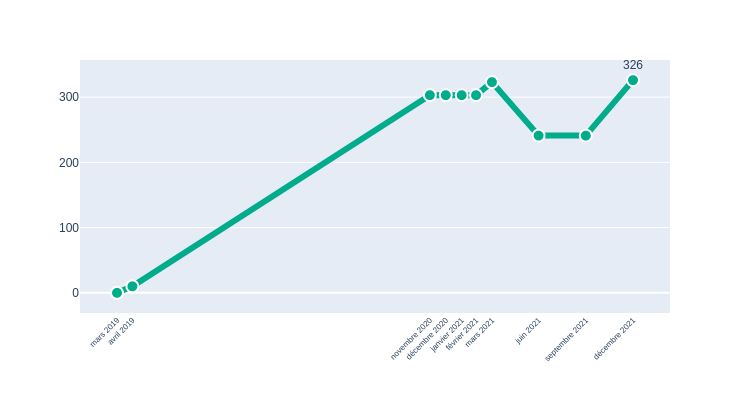 326
300
200
100
0
mars 2019
avril 2019
novembre 2020
décembre 2020
janvier 2021
février 2021
mars 2021
juin 2021
septembre 2021
décembre 2021